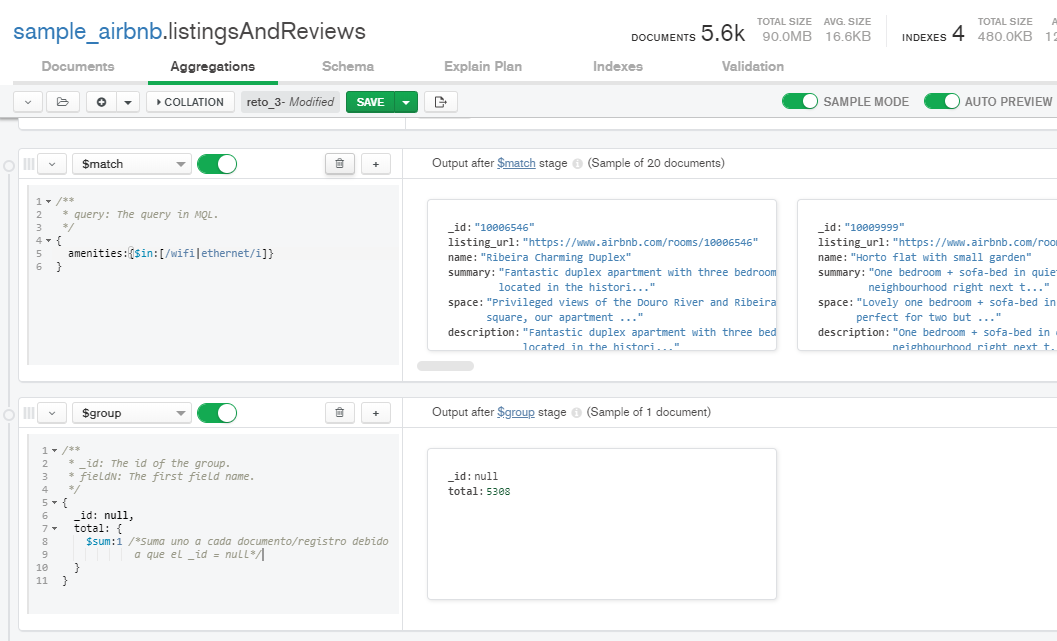 sample_airbnb.listingsAndReviews
DOCUMENTS 5.6k TOTAL SIZE 90.0MB AVG. SIZE 16.6KB INDEXES 4 TOTAL SIZE 480.0KB
Documents Aggregations Schema Explain Plan Indexes Validation
COLLATION reto_3- Modified SAVE SAMPLE MODE AUTO PREVIEW
$match
Output after $match stage (Sample of 20 documents)
1 /**
2 * query: The query in MQL.
3 */
4 {
5 amenities:{$in:[/wifi|ethernet/i]}
6 }
_id:"10006546"
listing_url:"https://www.airbnb.com/rooms/10006546"
name:"Ribeira Charming Duplex"
summary:"Fantastic duplex apartment with three bedroom
located in the histori..."
space:"Privileged views of the Douro River and Ribeira
square, our apartment ..."
description:"Fantastic duplex apartment with three bed
located in the histori..."
_id:"10009999"
listing_url:"https://www.airbnb.com/rooms
name:"Horto flat with small garden"
summary:"One bedroom + sofa-bed in quie
neighbourhood right next t..."
space:"Lovely one bedroom + sofa-bed in
perfect for two but ..."
description:"One bedroom + sofa-bed in
neighbourhood right next t.
$group
Output after $group stage (Sample of 1 document)
1 /**
2 * _id: The id of the group.
3 * fieldN: The first field name.
4 */
5 {
6 _id: null,
7 total: {
8 $sum:1 /*Suma uno a cada documento/registro debido
9 a que el _id = null*/
10 }
11 }
_id:null
total:5308